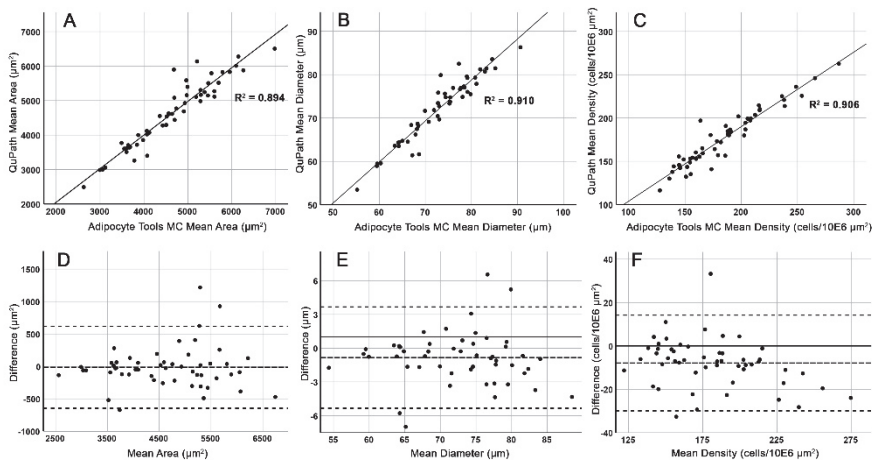 A
7000
6000
5000
4000
3000
2000
QuPath Mean Area (µm²)
R² = 0.894
2000 3000 4000 5000 6000 7000
Adipocyte Tools MC Mean Area (µm²)
B
90
80
70
60
50
QuPath Mean Diameter (µm)
R² = 0.910
50 60 70 80 90 100
Adipocyte Tools MC Mean Diameter (µm)
C
300
250
200
150
100
QuPath Mean Density (cells/10E6 µm²)
R² = 0.906
100 150 200 250 300
Adipocyte Tools MC Mean Density (cells/10E6 µm²)
D
1500
1000
500
0
-500
-1000
Difference (µm²)
2500 3500 4500 5500 6500
Mean Area (µm²)
E
6
3
0
-3
-6
Difference (µm)
55 60 65 70 75 80 85
Mean Diameter (µm)
F
40
20
0
-20
-40
Difference (cells/10E6 µm²)
125 175 225 275
Mean Density (cells/10E6 µm²)